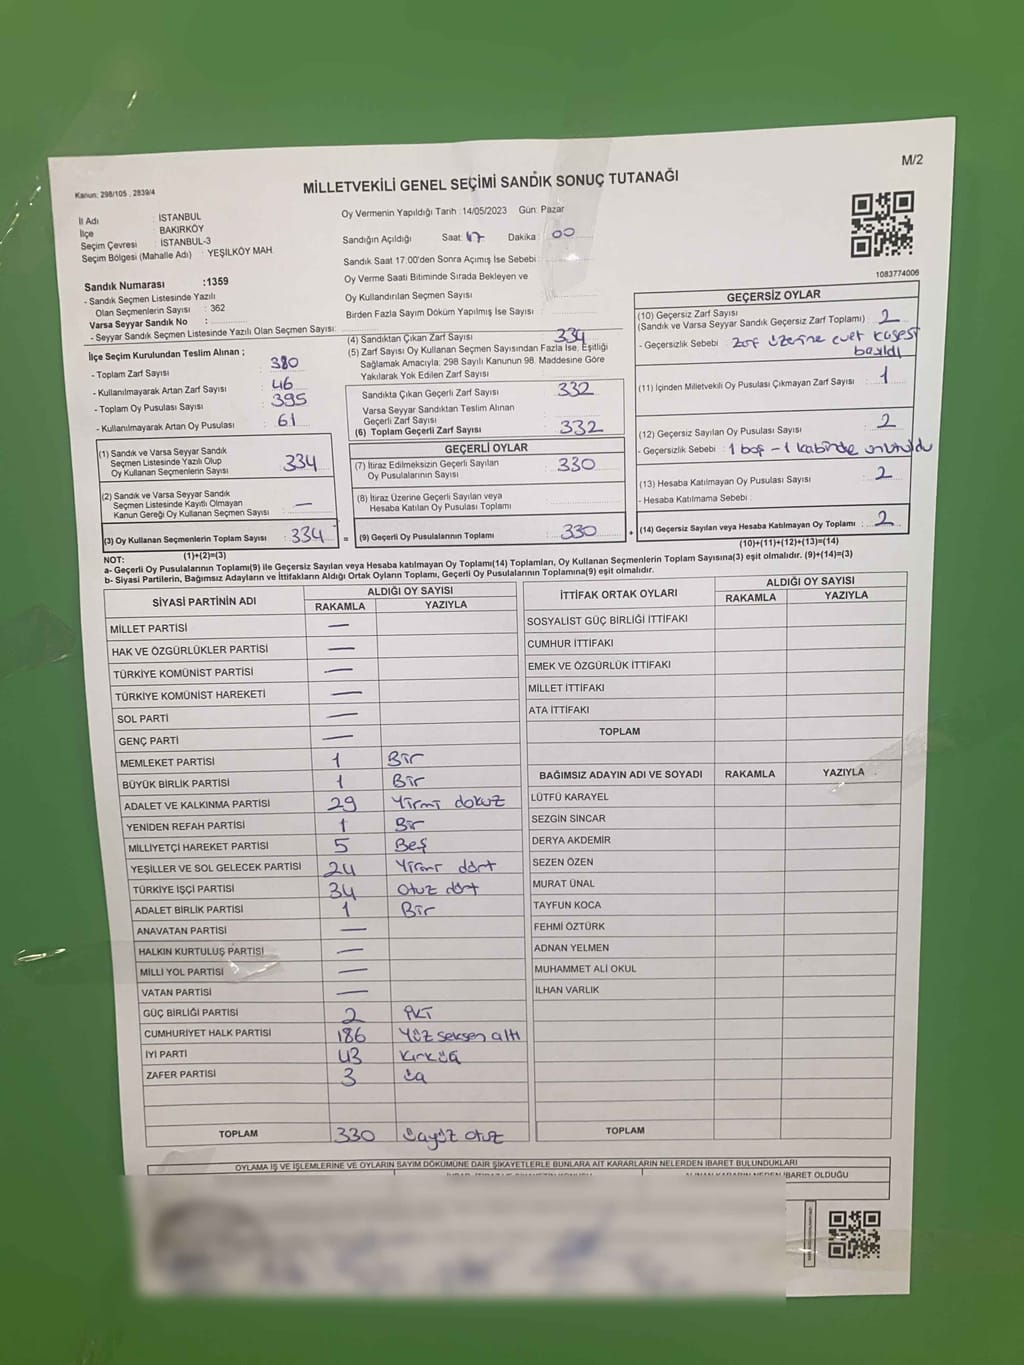 M/2
Kanun: 298/105 , 2839/4
MİLLETVEKİLİ GENEL SEÇİMİ SANDIK SONUÇ TUTANAĞI
İl Adı : İSTANBUL
İlçe : BAKIRKÖY
Seçim Çevresi : İSTANBUL-3
Seçim Bölgesi (Mahalle Adı) : YEŞİLKÖY MAH.
Sandık Numarası :1359
- Sandık Seçmen Listesinde Yazılı
Olan Seçmenlerin Sayısı : 362
Varsa Seyyar Sandık No :
- Seyyar Sandık Seçmen Listesinde Yazılı Olan Seçmen Sayısı:
Oy Vermenin Yapıldığı Tarih :14/05/2023 Gün: Pazar
Sandığın Açıldığı Saat: 17 Dakika : 00
Sandık Saat 17:00'den Sonra Açımış İse Sebebi :
Oy Verme Saati Bitiminde Sırada Bekleyen ve
Oy Kullandırılan Seçmen Sayısı
Birden Fazla Sayım Döküm Yapılmış İse Sayısı :
1083774006
İlçe Seçim Kurulundan Teslim Alınan ;
- Toplam Zarf Sayısı : 380
- Kullanılmayarak Artan Zarf Sayısı : 46
- Toplam Oy Pusulası Sayısı : 395
- Kullanılmayarak Artan Oy Pusulası : 61
(1) Sandık ve Varsa Seyyar Sandık
Seçmen Listesinde Yazılı Olup
Oy Kullanan Seçmenlerin Sayısı : 334
(2) Sandık ve Varsa Seyyar Sandık
Seçmen Listesinde Kayıtlı Olmayan
Kanun Gereği Oy Kullanan Seçmen Sayısı : —
(3) Oy Kullanan Seçmenlerin Toplam Sayısı : 334 =
(1)+(2)=(3)
(4) Sandıktan Çıkan Zarf Sayısı : 334
(5) Zarf Sayısı Oy Kullanan Seçmen Sayısından Fazla İse, Eşitliği
Sağlamak Amacıyla, 298 Sayılı Kanunun 98. Maddesine Göre
Yakılarak Yok Edilen Zarf Sayısı :
Sandıkta Çıkan Geçerli Zarf Sayısı : 332
Varsa Seyyar Sandıktan Teslim Alınan
Geçerli Zarf Sayısı :
(6) Toplam Geçerli Zarf Sayısı : 332
GEÇERLİ OYLAR
(7) İtiraz Edilmeksizin Geçerli Sayılan
Oy Pusulalarının Sayısı : 330
(8) İtiraz Üzerine Geçerli Sayılan veya
Hesaba Katılan Oy Pusulası Toplamı :
(9) Geçerli Oy Pusulalarının Toplamı : 330 +
GEÇERSİZ OYLAR
(10) Geçersiz Zarf Sayısı
(Sandık ve Varsa Seyyar Sandık Geçersiz Zarf Toplamı) : 2
- Geçersizlik Sebebi : Zarf üzerine evet kaşesi
basıldı
(11) İçinden Milletvekili Oy Pusulası Çıkmayan Zarf Sayısı : 1
(12) Geçersiz Sayılan Oy Pusulası Sayısı : 2
- Geçersizlik Sebebi : 1 boş - 1 kabinde unutuldu
(13) Hesaba Katılmayan Oy Pusulası Sayısı : 2
- Hesaba Katılmama Sebebi :
(14) Geçersiz Sayılan veya Hesaba Katılmayan Oy Toplamı : 2
(10)+(11)+(12)+(13)=(14)
NOT:
a- Geçerli Oy Pusulalarının Toplamı(9) ile Geçersiz Sayılan veya Hesaba katılmayan Oy Toplamı(14) Toplamları, Oy Kullanan Seçmenlerin Toplam Sayısına(3) eşit olmalıdır. (9)+(14)=(3)
b- Siyasi Partilerin, Bağımsız Adayların ve İttifakların Aldığı Ortak Oyların Toplamı, Geçerli Oy Pusulalarının Toplamına(9) eşit olmalıdır.
SİYASİ PARTİNİN ADI ALDIĞI OY SAYISI
RAKAMLA YAZIYLA
MİLLET PARTİSİ —
HAK VE ÖZGÜRLÜKLER PARTİSİ —
TÜRKİYE KOMÜNİST PARTİSİ —
TÜRKİYE KOMÜNİST HAREKETİ —
SOL PARTİ —
GENÇ PARTİ —
MEMLEKET PARTİSİ 1 Bir
BÜYÜK BİRLİK PARTİSİ 1 Bir
ADALET VE KALKINMA PARTİSİ 29 Yirmi dokuz
YENİDEN REFAH PARTİSİ 1 Bir
MİLLİYETÇİ HAREKET PARTİSİ 5 Beş
YEŞİLLER VE SOL GELECEK PARTİSİ 24 Yirmi dört
TÜRKİYE İŞÇİ PARTİSİ 34 Otuz dört
ADALET BİRLİK PARTİSİ 1 Bir
ANAVATAN PARTİSİ —
HALKIN KURTULUŞ PARTİSİ —
MİLLİ YOL PARTİSİ —
VATAN PARTİSİ —
GÜÇ BİRLİĞİ PARTİSİ 2 İki
CUMHURİYET HALK PARTİSİ 186 Yüz seksen altı
İYİ PARTİ 43 Kırk üç
ZAFER PARTİSİ 3 üç
TOPLAM 330 üçyüz otuz
İTTİFAK ORTAK OYLARI ALDIĞI OY SAYISI
RAKAMLA YAZIYLA
SOSYALİST GÜÇ BİRLİĞİ İTTİFAKI
CUMHUR İTTİFAKI
EMEK VE ÖZGÜRLÜK İTTİFAKI
MİLLET İTTİFAKI
ATA İTTİFAKI
TOPLAM
BAĞIMSIZ ADAYIN ADI VE SOYADI RAKAMLA YAZIYLA
LÜTFÜ KARAYEL
SEZGİN SİNCAR
DERYA AKDEMİR
SEZEN ÖZEN
MURAT ÜNAL
TAYFUN KOCA
FEHMİ ÖZTÜRK
ADNAN YELMEN
MUHAMMET ALİ OKUL
İLHAN VARLIK
TOPLAM
OYLAMA İŞ VE İŞLEMLERİNE VE OYLARIN SAYIM DÖKÜMÜNE DAİR ŞİKAYETLERLE BUNLARA AİT KARARLARIN NELERDEN İBARET BULUNDUKLARI
İBARET OLDUĞU